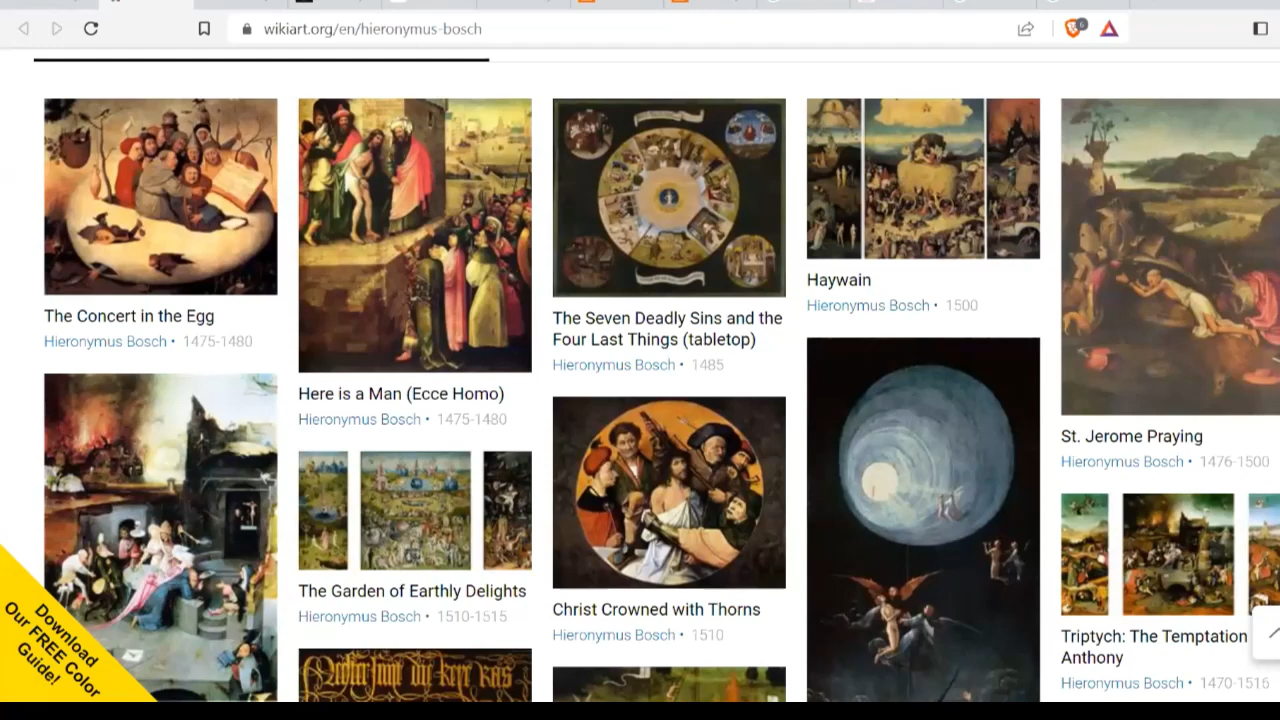 wikiart.org/en/hieronymus-bosch
6
The Concert in the Egg
Hieronymus Bosch • 1475-1480
Here is a Man (Ecce Homo)
Hieronymus Bosch • 1475-1480
The Garden of Earthly Delights
Hieronymus Bosch • 1510-1515
The Seven Deadly Sins and the
Four Last Things (tabletop)
Hieronymus Bosch • 1485
Christ Crowned with Thorns
Hieronymus Bosch • 1510
Haywain
Hieronymus Bosch • 1500
St. Jerome Praying
Hieronymus Bosch • 1476-1500
Triptych: The Temptation
Anthony
Hieronymus Bosch • 1470-1516
Download
Our FREE Color
Guide!